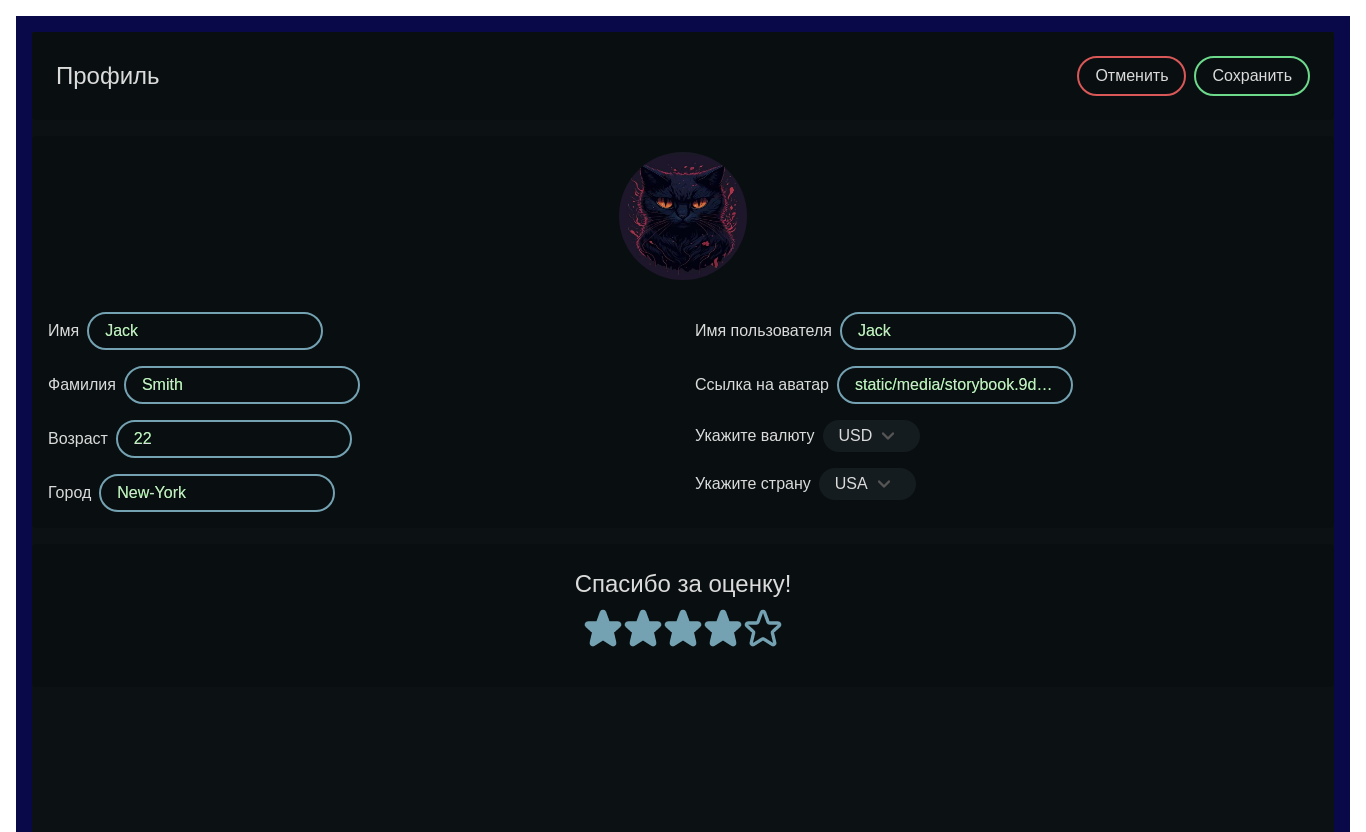 Профиль
Отменить
Сохранить
Имя Jack
Фамилия Smith
Возраст 22
Город New-York
Имя пользователя Jack
Ссылка на аватар static/media/storybook.9d…
Укажите валюту USD
Укажите страну USA
Спасибо за оценку!